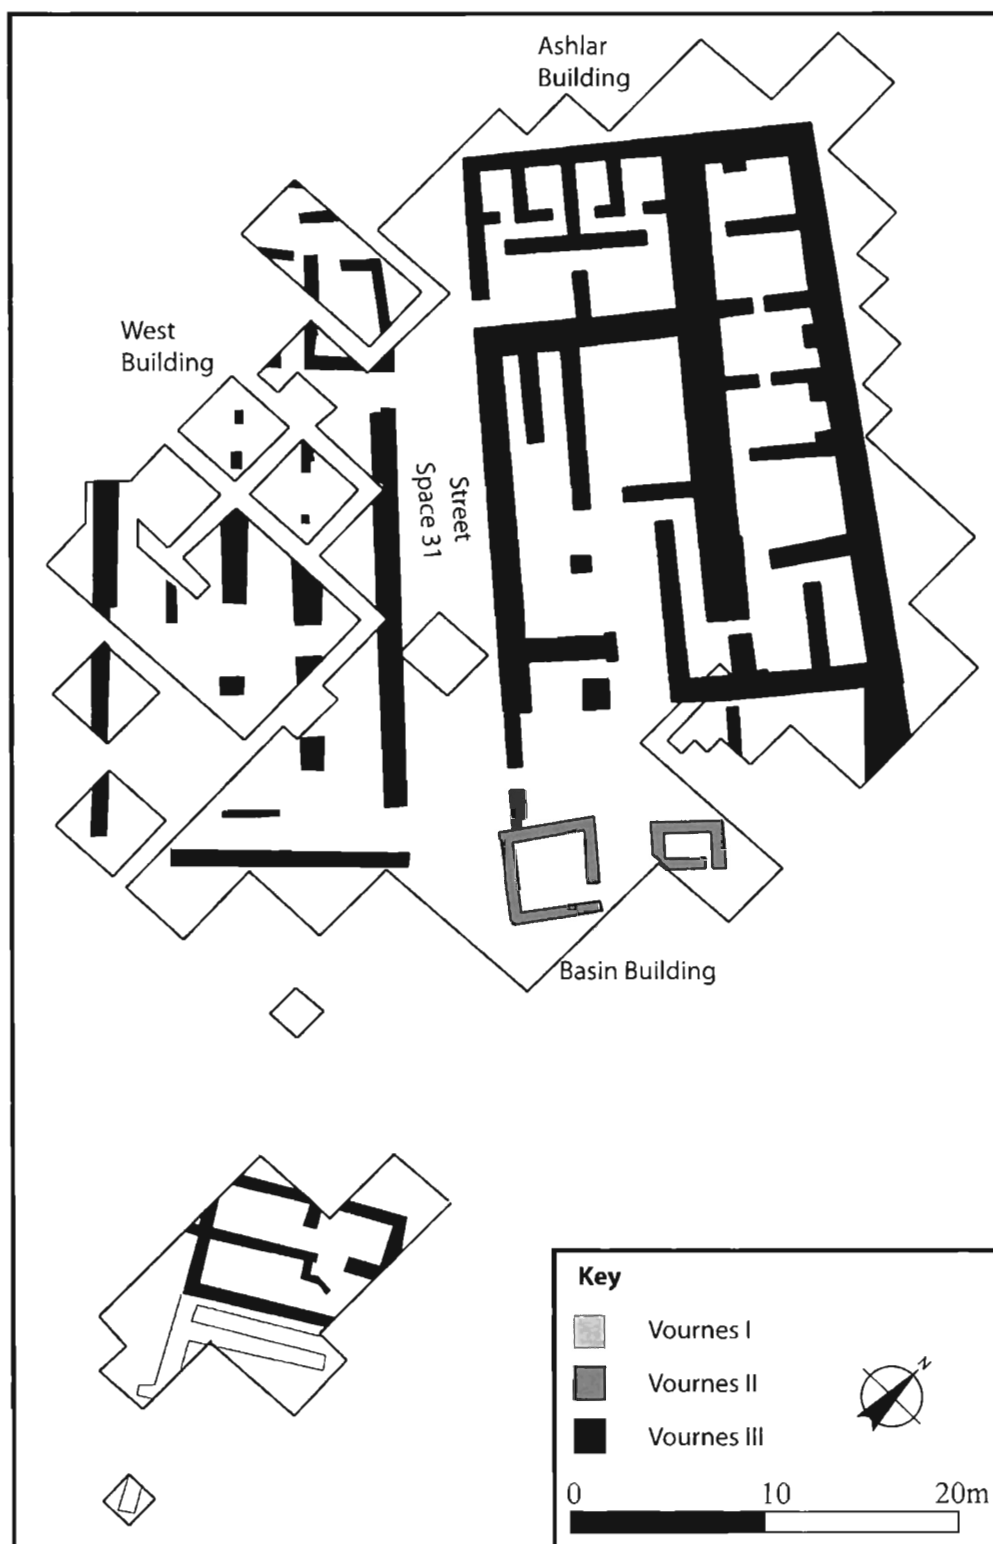 Ashlar
Building
West
Building
Street
Space 31
Basin Building
Key
Vournes I
Vournes II
Vournes III
N
0 10 20m